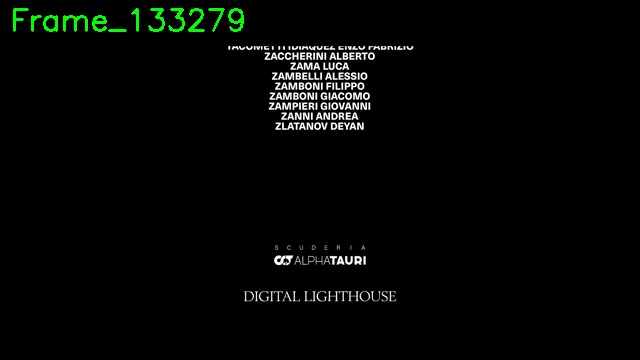 Frame_133279
YACOMETTI IDIAQUEZ ENZO FABRIZIO
ZACCHERINI ALBERTO
ZAMA LUCA
ZAMBELLI ALESSIO
ZAMBONI FILIPPO
ZAMBONI GIACOMO
ZAMPIERI GIOVANNI
ZANNI ANDREA
ZLATANOV DEYAN
SCUDERIA
ALPHATAURI
DIGITAL LIGHTHOUSE